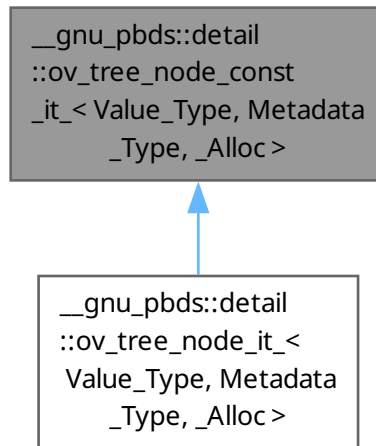 __gnu_pbds::detail
::ov_tree_node_const
_it_< Value_Type, Metadata
_Type, _Alloc >
__gnu_pbds::detail
::ov_tree_node_it_<
Value_Type, Metadata
_Type, _Alloc >